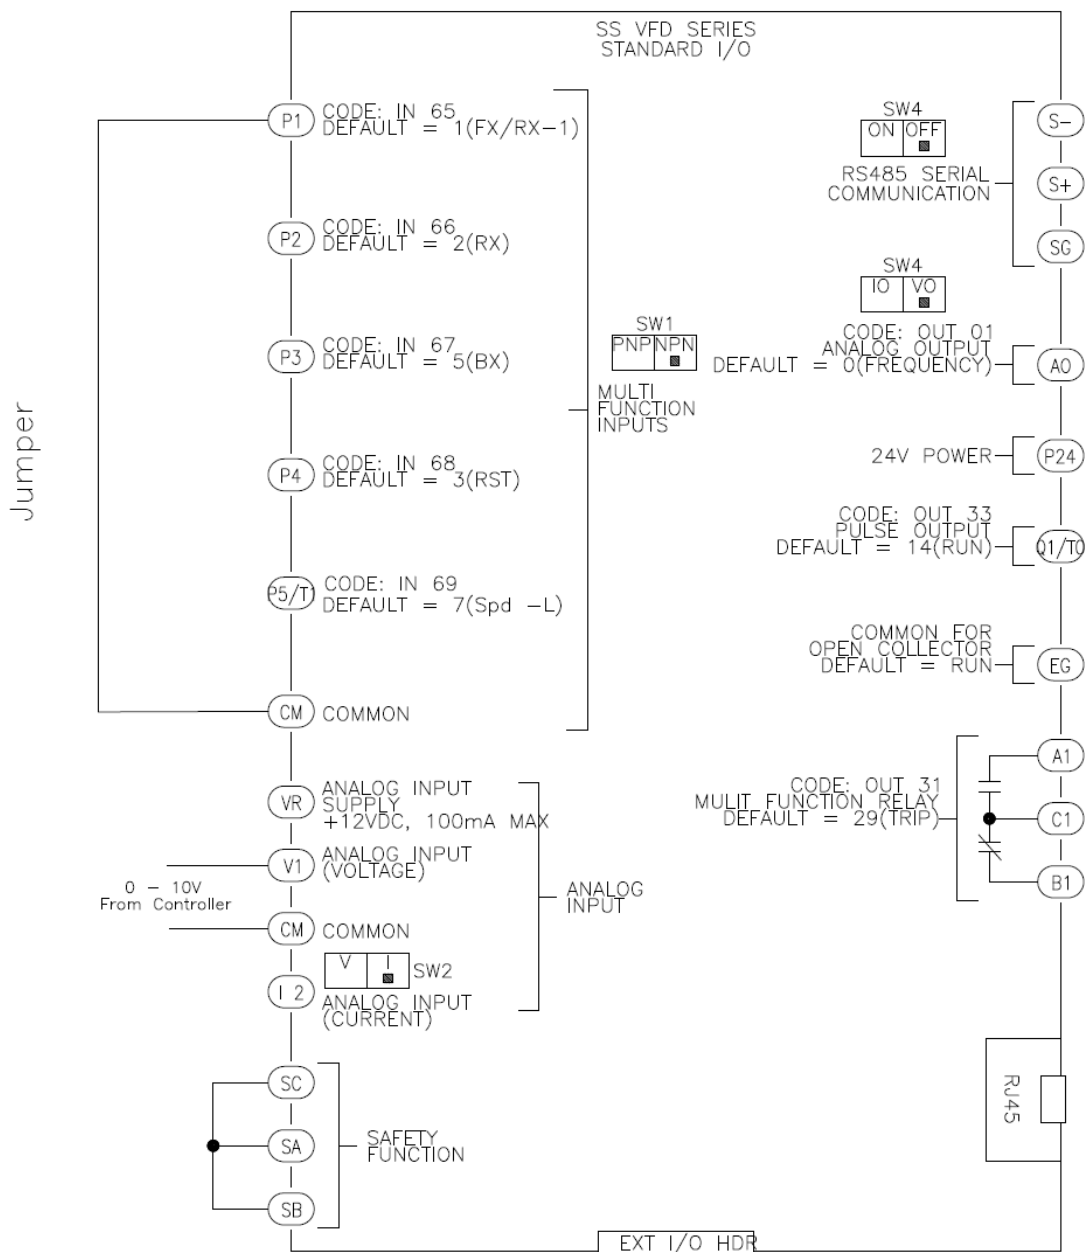 SS VFD SERIES
STANDARD I/O
Jumper
P1
CODE: IN 65
DEFAULT = 1(FX/RX-1)
P2
CODE: IN 66
DEFAULT = 2(RX)
P3
CODE: IN 67
DEFAULT = 5(BX)
P4
CODE: IN 68
DEFAULT = 3(RST)
P5/T1
CODE: IN 69
DEFAULT = 7(Spd -L)
CM
COMMON
SW1
PNP NPN
MULTI
FUNCTION
INPUTS
VR
ANALOG INPUT
SUPPLY
+12VDC, 100mA MAX
V1
ANALOG INPUT
(VOLTAGE)
0 - 10V
From Controller
CM
COMMON
V I
SW2
I 2
ANALOG INPUT
(CURRENT)
ANALOG
INPUT
SC
SA
SB
SAFETY
FUNCTION
SW4
ON OFF
RS485 SERIAL
COMMUNICATION
S-
S+
SG
SW4
IO VO
CODE: OUT 01
ANALOG OUTPUT
DEFAULT = 0(FREQUENCY)
AO
24V POWER
P24
CODE: OUT 33
PULSE OUTPUT
DEFAULT = 14(RUN)
Q1/TO
COMMON FOR
OPEN COLLECTOR
DEFAULT = RUN
EG
CODE: OUT 31
MULIT FUNCTION RELAY
DEFAULT = 29(TRIP)
A1
C1
B1
RJ45
EXT I/O HDR